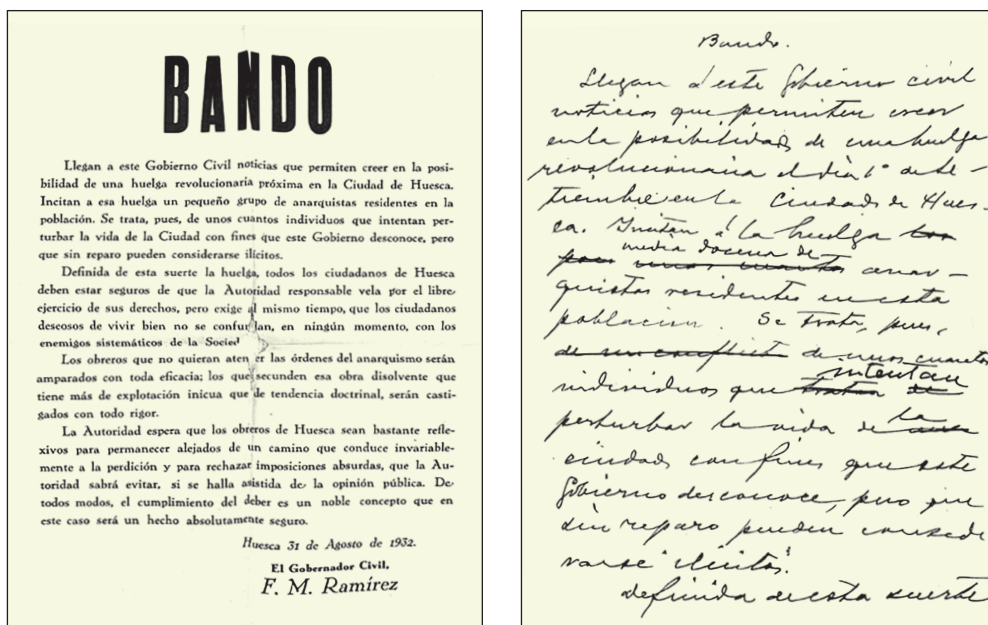 BANDO
Llegan a este Gobierno Civil noticias que permiten creer en la posi-
bilidad de una huelga revolucionaria próxima en la Ciudad de Huesca.
Incitan a esa huelga un pequeño grupo de anarquistas residentes en la
población. Se trata, pues, de unos cuantos individuos que intentan per-
turbar la vida de la Ciudad con fines que este Gobierno desconoce, pero
que sin reparo pueden considerarse ilícitos.
Definida de esta suerte la huelga, todos los ciudadanos de Huesca
deben estar seguros de que la Autoridad responsable vela por el libre
ejercicio de sus derechos, pero exige al mismo tiempo, que los ciudadanos
deseosos de vivir bien no se confun an, en ningún momento, con los
enemigos sistemáticos de la Socied
Los obreros que no quieran aten er las órdenes del anarquismo serán
amparados con toda eficacia; los que secunden esa obra disolvente que
tiene más de explotación inicua que de tendencia doctrinal, serán casti-
gados con todo rigor.
La Autoridad espera que los obreros de Huesca sean bastante refle-
xivos para permanecer alejados de un camino que conduce invariable-
mente a la perdición y para rechazar imposiciones absurdas, que la Au-
toridad sabrá evitar, si se halla asistida de la opinión pública. De
todos modos, el cumplimiento del deber es un noble concepto que en
este caso será un hecho absolutamente seguro.
Huesca 31 de Agosto de 1932.
El Gobernador Civil,
F. M. Ramírez
Bando.
Llegan a este Gobierno civil
noticias que permiten creer
en la posibilidad de una huelga
revolucionaria el día 1º de Se-
tiembre en la Ciudad de Hues-
ca. Incitan a la huelga los
media docena de
unos cuantos anar-
quistas residentes en esta
población. Se trata, pues,
de un conflicto de unos cuantos
intentan
individuos que tratan de
perturbar la vida de la
ciudad con fines que este
Gobierno desconoce, pero que
sin reparo pueden conside
rarse "ilícitos".
Definida de esta suerte